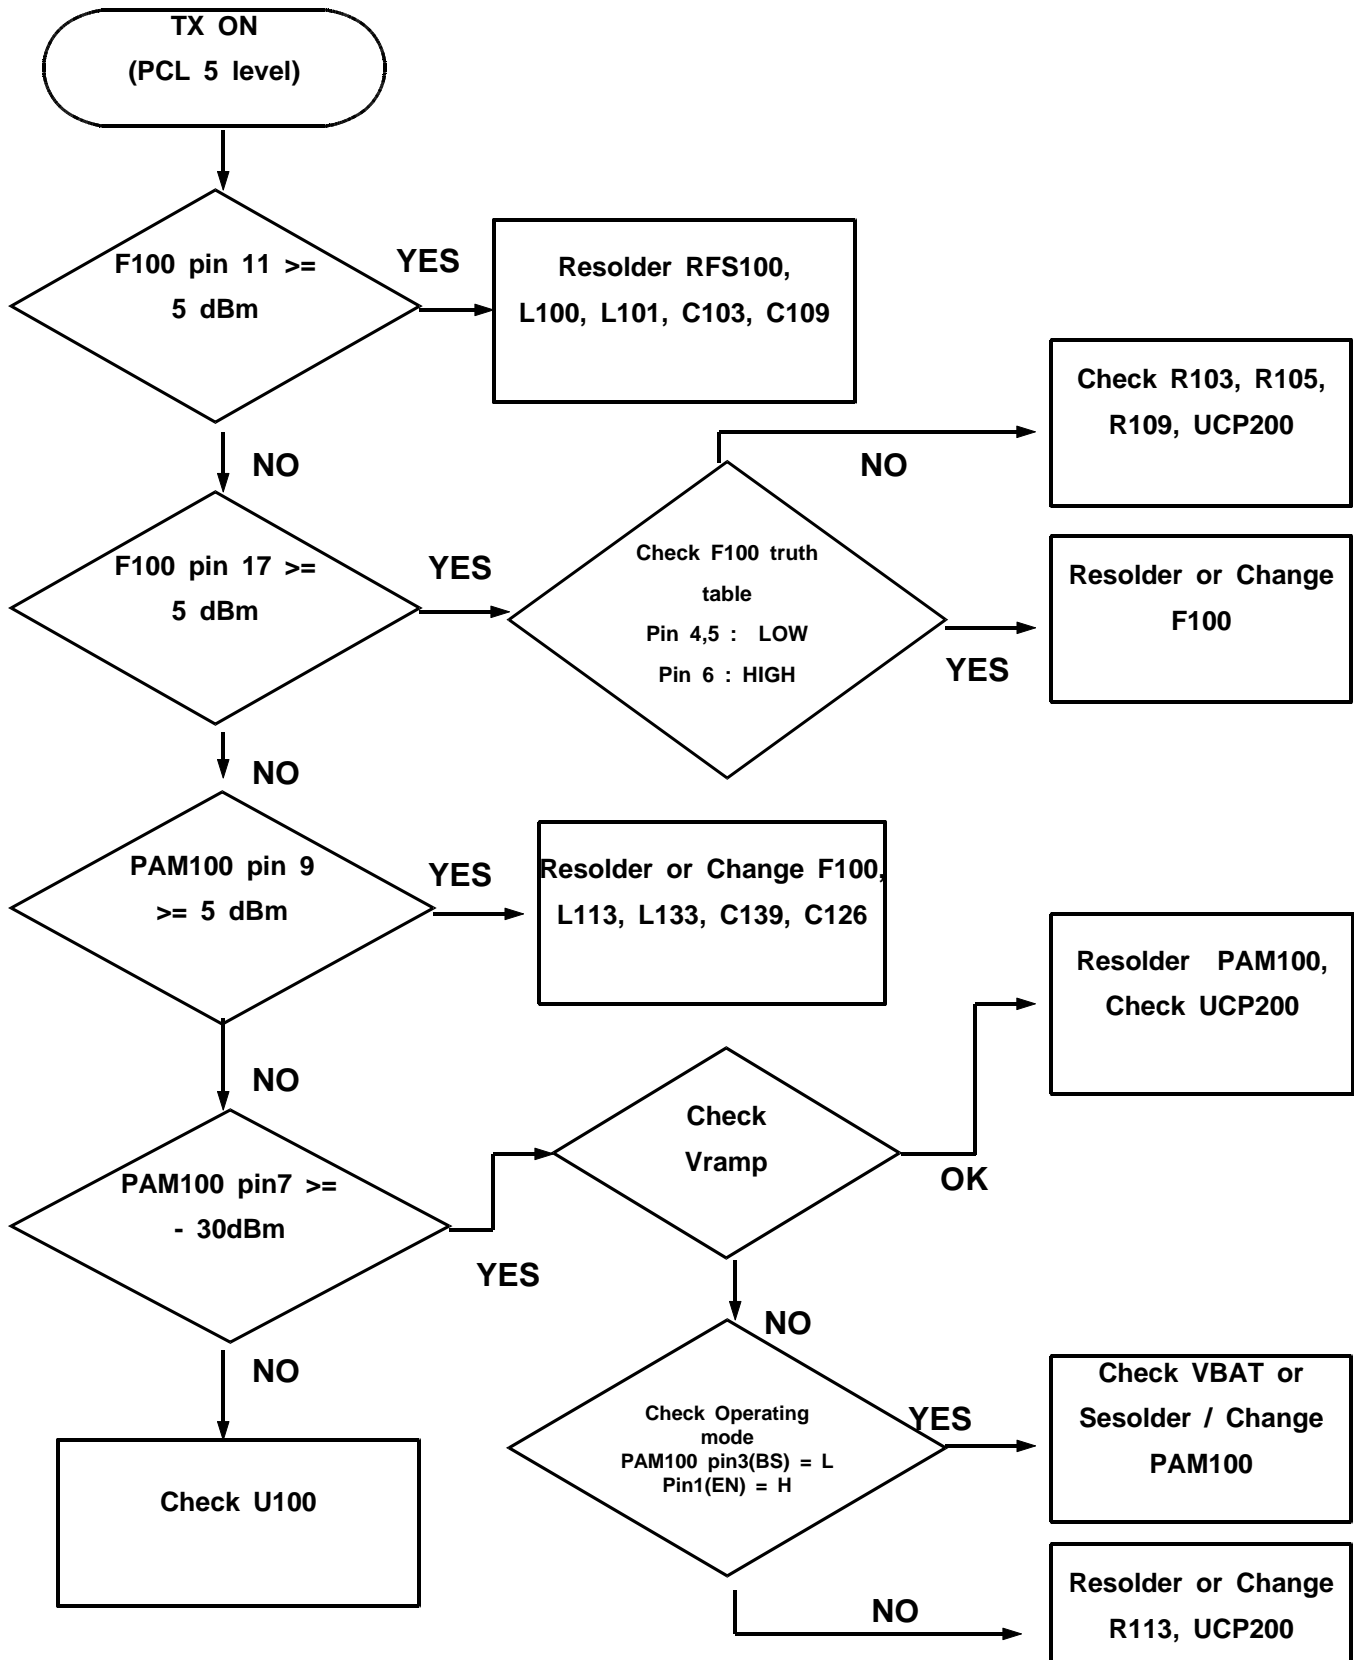 TX ON
(PCL 5 level)
F100 pin 11 >=
5 dBm
YES
Resolder RFS100,
L100, L101, C103, C109
NO
F100 pin 17 >=
5 dBm
YES
Check F100 truth
table
Pin 4,5 : LOW
Pin 6 : HIGH
NO
Check R103, R105,
R109, UCP200
YES
Resolder or Change
F100
NO
PAM100 pin 9
>= 5 dBm
YES
Resolder or Change F100,
L113, L133, C139, C126
NO
PAM100 pin7 >=
- 30dBm
YES
Check
Vramp
OK
Resolder PAM100,
Check UCP200
NO
Check Operating
mode
PAM100 pin3(BS) = L
Pin1(EN) = H
YES
Check VBAT or
Sesolder / Change
PAM100
NO
Resolder or Change
R113, UCP200
NO
Check U100